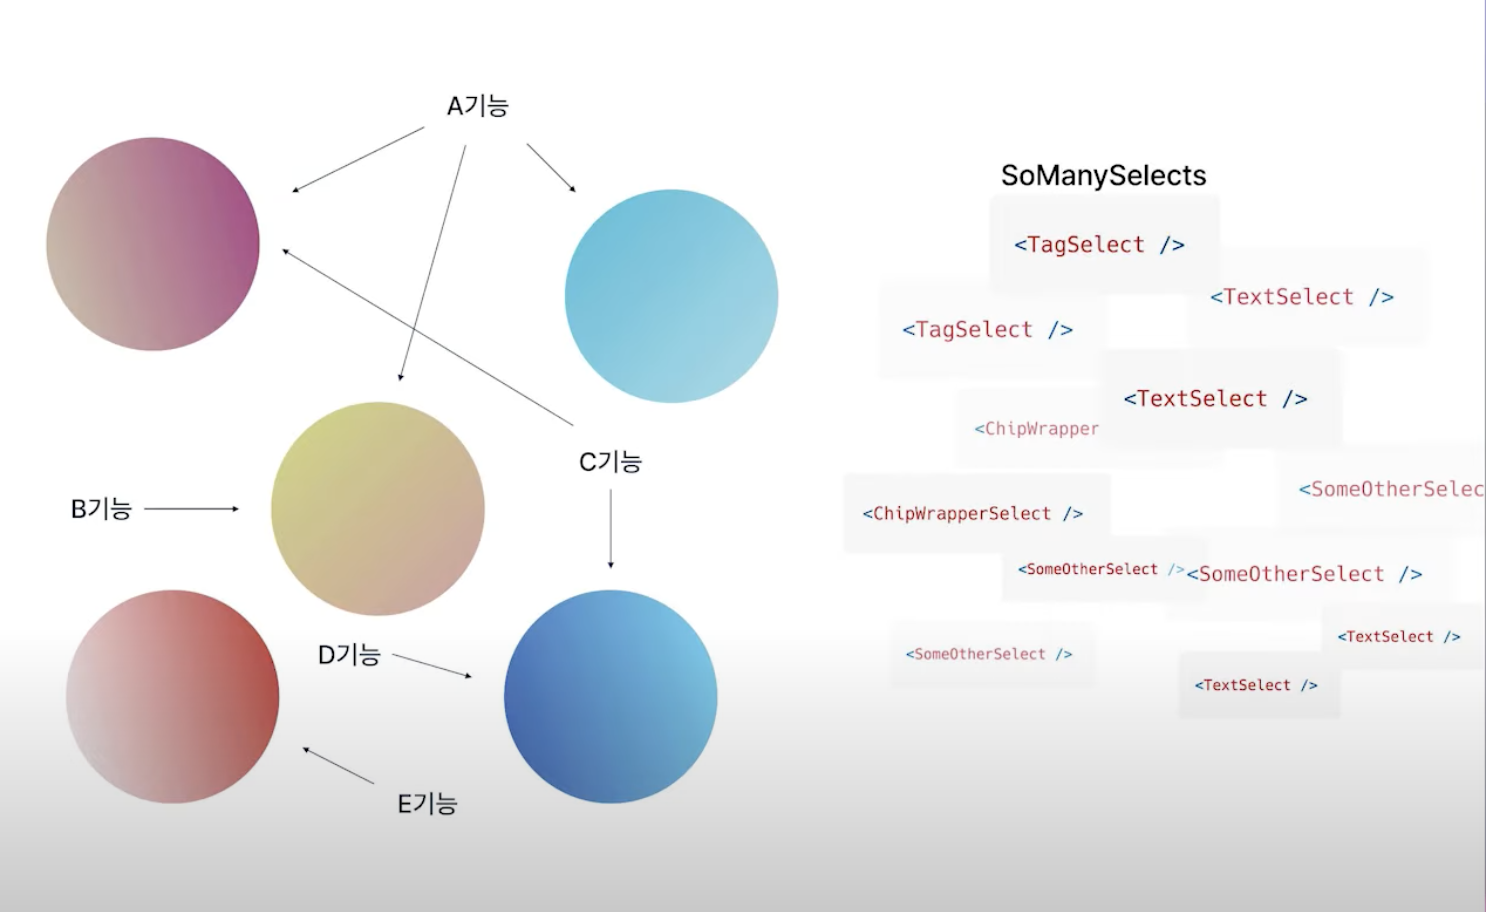 A기능
B기능
C기능
D기능
E기능
SoManySelects
<TagSelect />
<TextSelect />
<TagSelect />
<TextSelect />
<ChipWrapper
<SomeOtherSelec
<ChipWrapperSelect />
<SomeOtherSelect />
<SomeOtherSelect />
<TextSelect />
<SomeOtherSelect />
<TextSelect />